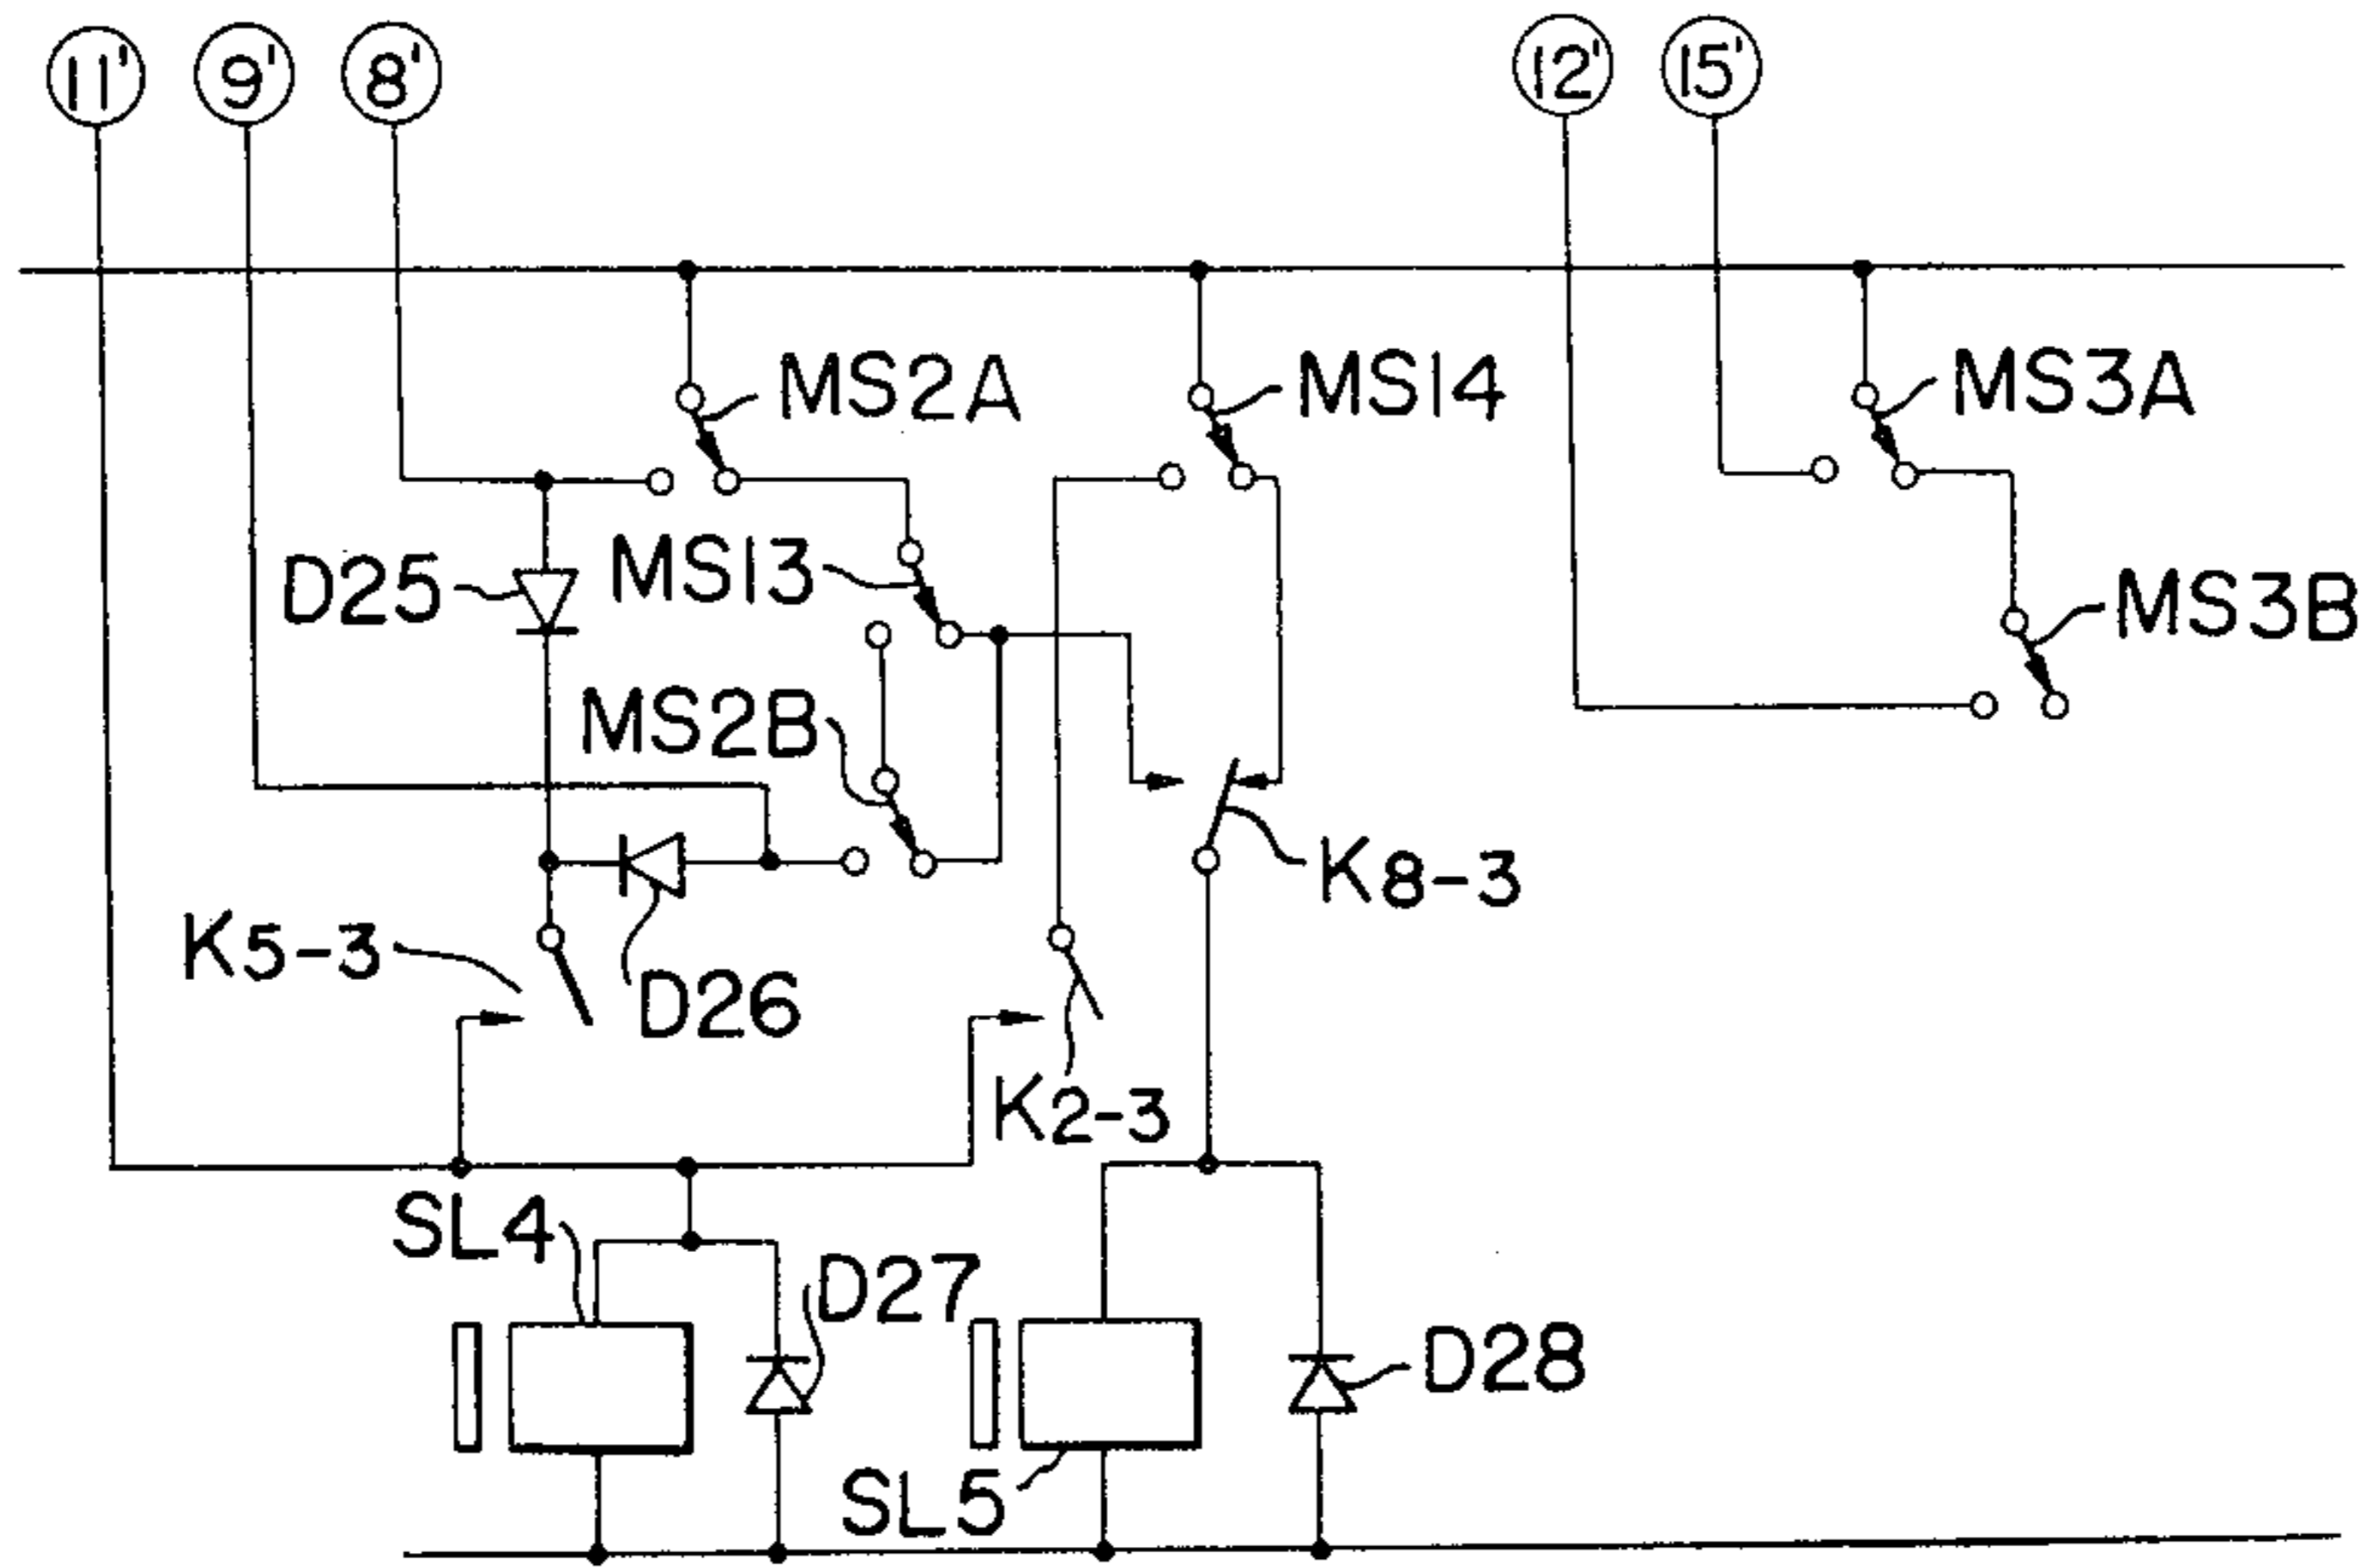 11' 9' 8' 12' 15'
MS2A MS14 MS3A
D25 MS13 MS3B
MS2B
K8-3
K5-3 D26
K2-3
SL4 D27
D28
SL5